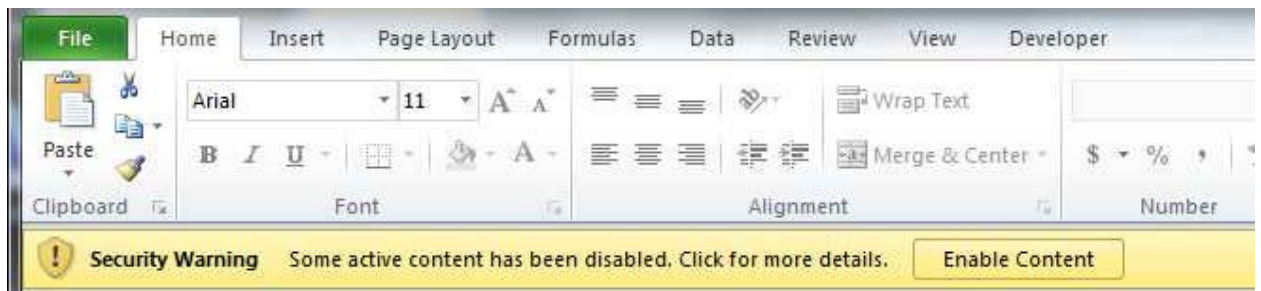 File Home Insert Page Layout Formulas Data Review View Developer
Arial 11 A A Wrap Text
Paste B I U A Merge & Center $ % ,
Clipboard Font Alignment Number
! Security Warning Some active content has been disabled. Click for more details. Enable Content